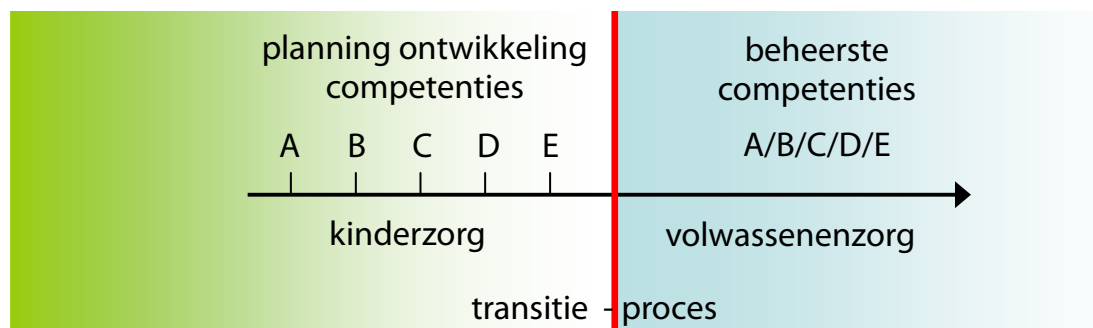 planning ontwikkeling
competenties
A B C D E
kinderzorg
beheerste
competenties
A/B/C/D/E
volwassenenzorg
transitie - proces